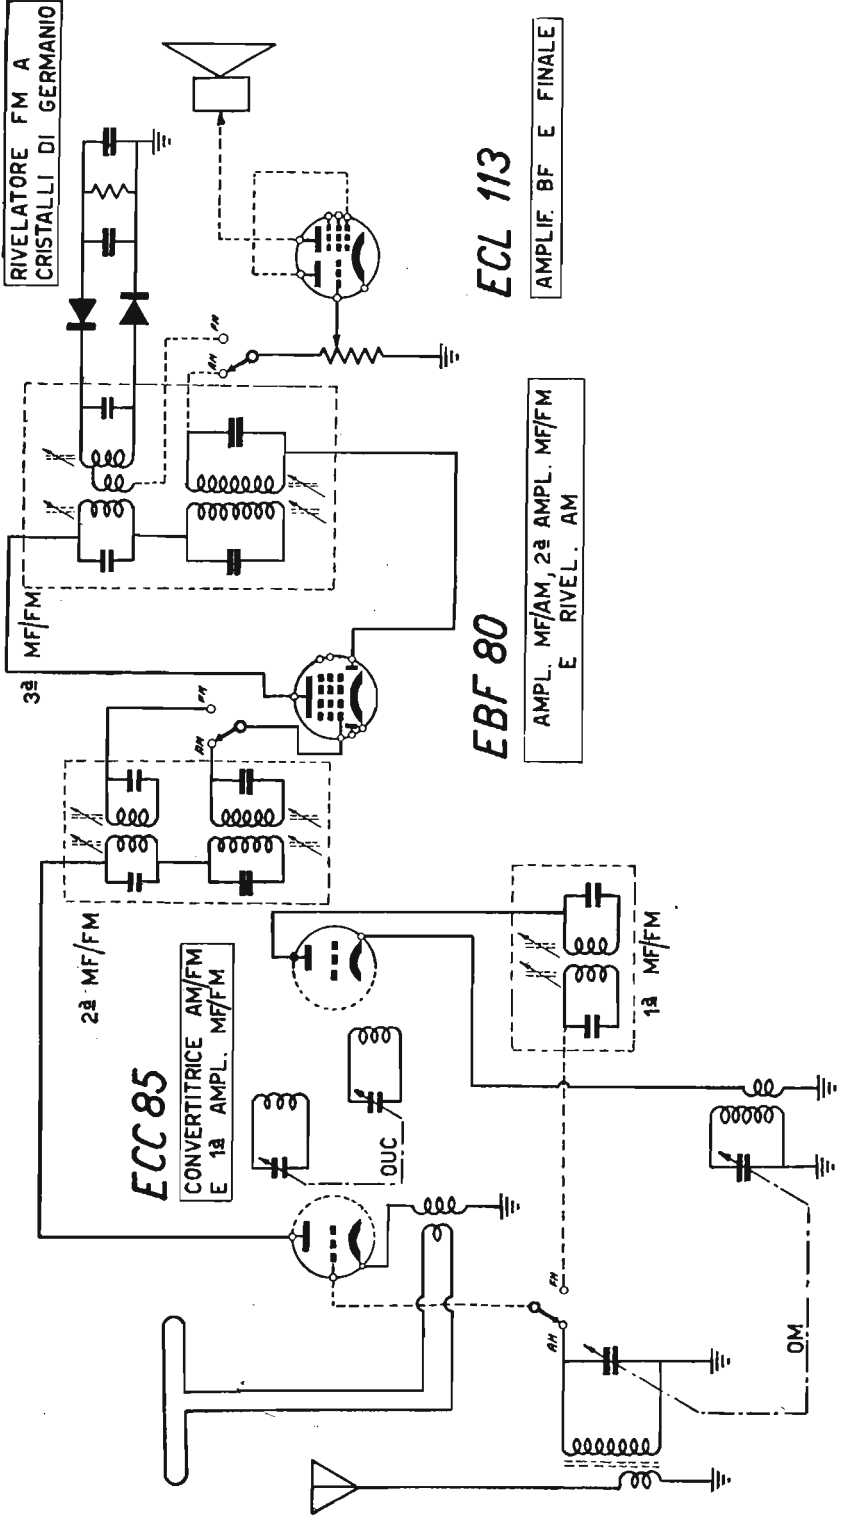 ECC 85
CONVERTITRICE AM/FM
E 1ª AMPL. MF/FM
2ª MF/FM
3ª MF/FM
RIVELATORE FM A
CRISTALLI DI GERMANIO
OUC
AM
FM
AM
FM
AM
FM
OM
1ª MF/FM
EBF 80
AMPL. MF/AM, 2ª AMPL. MF/FM
E RIVEL. AM
ECL 113
AMPLIF. BF E FINALE